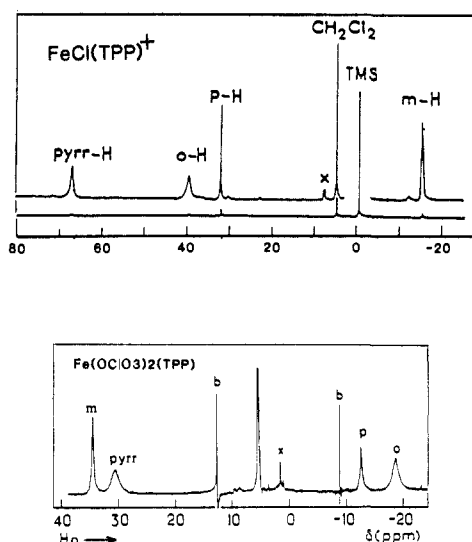 FeCl(TPP)+
CH2Cl2
TMS
p-H
m-H
pyrr-H
o-H
x
80 60 40 20 0 -20
Fe(OClO3)2(TPP)
m
pyrr
b
x
b
p
o
40 30 20 10 0 -10 -20
Ho → δ(ppm)